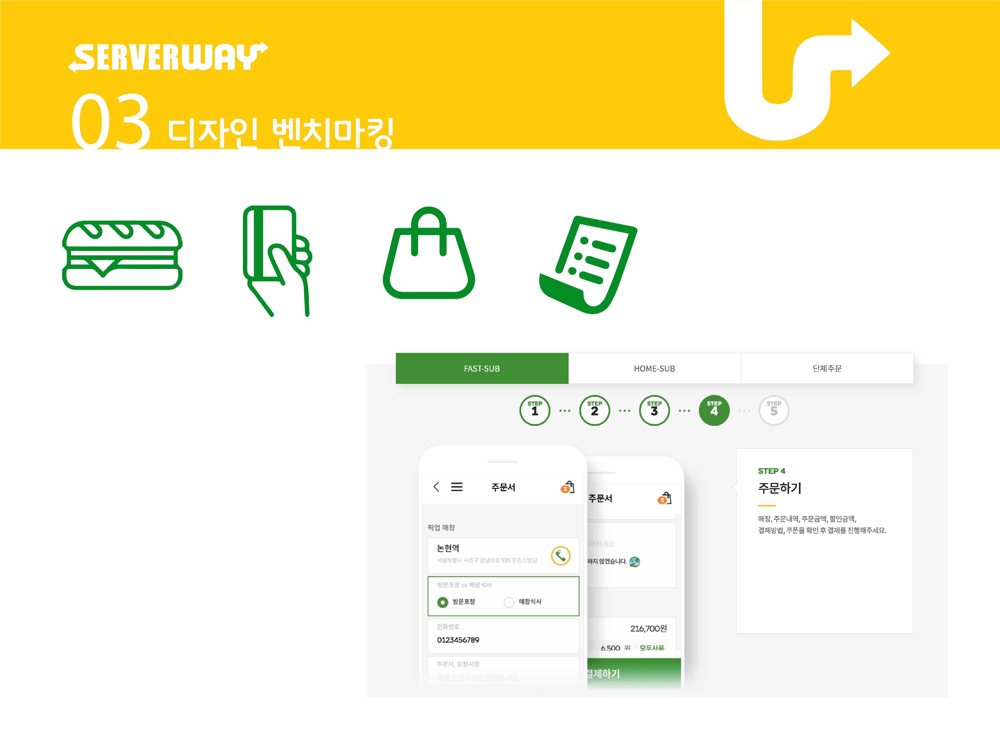 SERVERWAY
03 디자인 벤치마킹
FAST-SUB
HOME-SUB
단체주문
STEP 1
STEP 2
STEP 3
STEP 4
STEP 5
주문서
3
픽업 매장
논현역
서울특별시 서초구 강남대로 535 프린스빌딩
방문포장 or 매장식사
방문포장
매장식사
전화번호
0123456789
주문시, 요청사항
주문 요청사항을 입력하세요
주문서
3
력하세요
하지 않겠습니다.
216,700원
6,500 원
모두사용
결제하기
STEP 4
주문하기
매장, 주문내역, 주문금액, 할인금액,
결제방법, 쿠폰을 확인 후 결제를 진행해주세요.